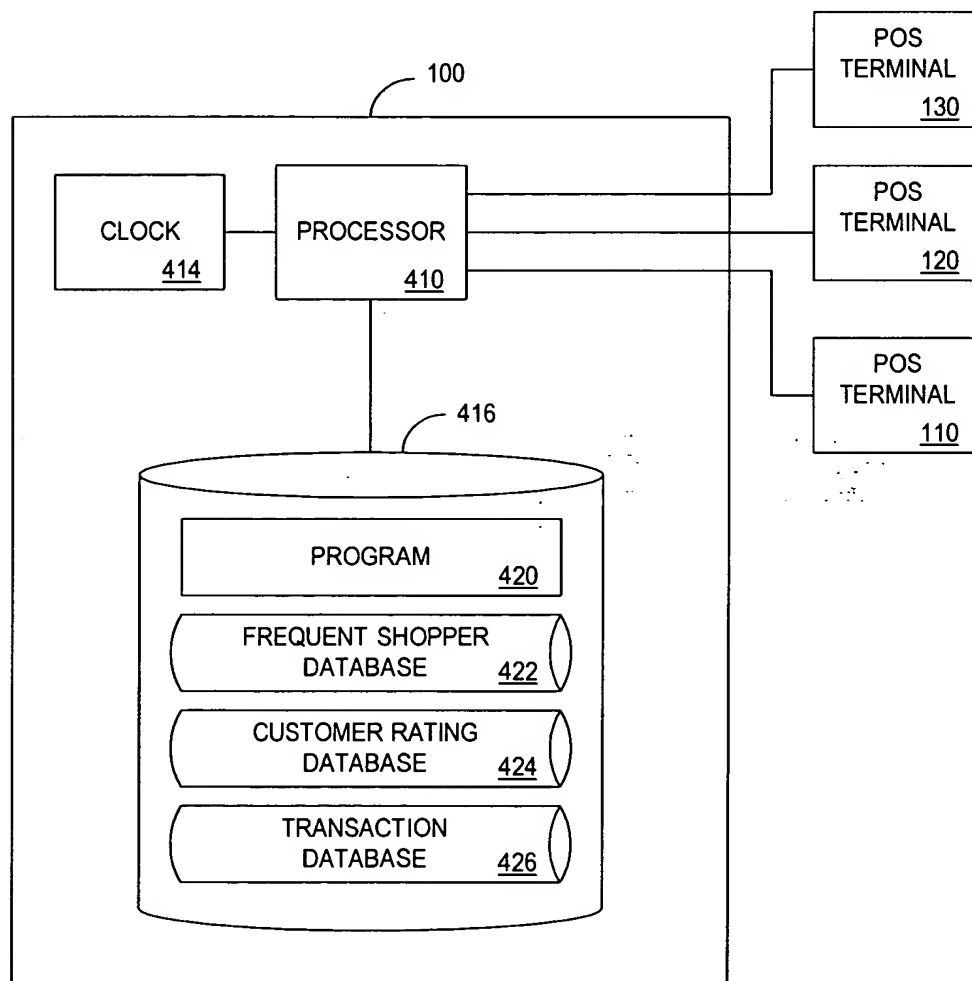 POS
TERMINAL
130
100
CLOCK
414
PROCESSOR
410
POS
TERMINAL
120
POS
TERMINAL
110
416
PROGRAM
420
FREQUENT SHOPPER
DATABASE
422
CUSTOMER RATING
DATABASE
424
TRANSACTION
DATABASE
426